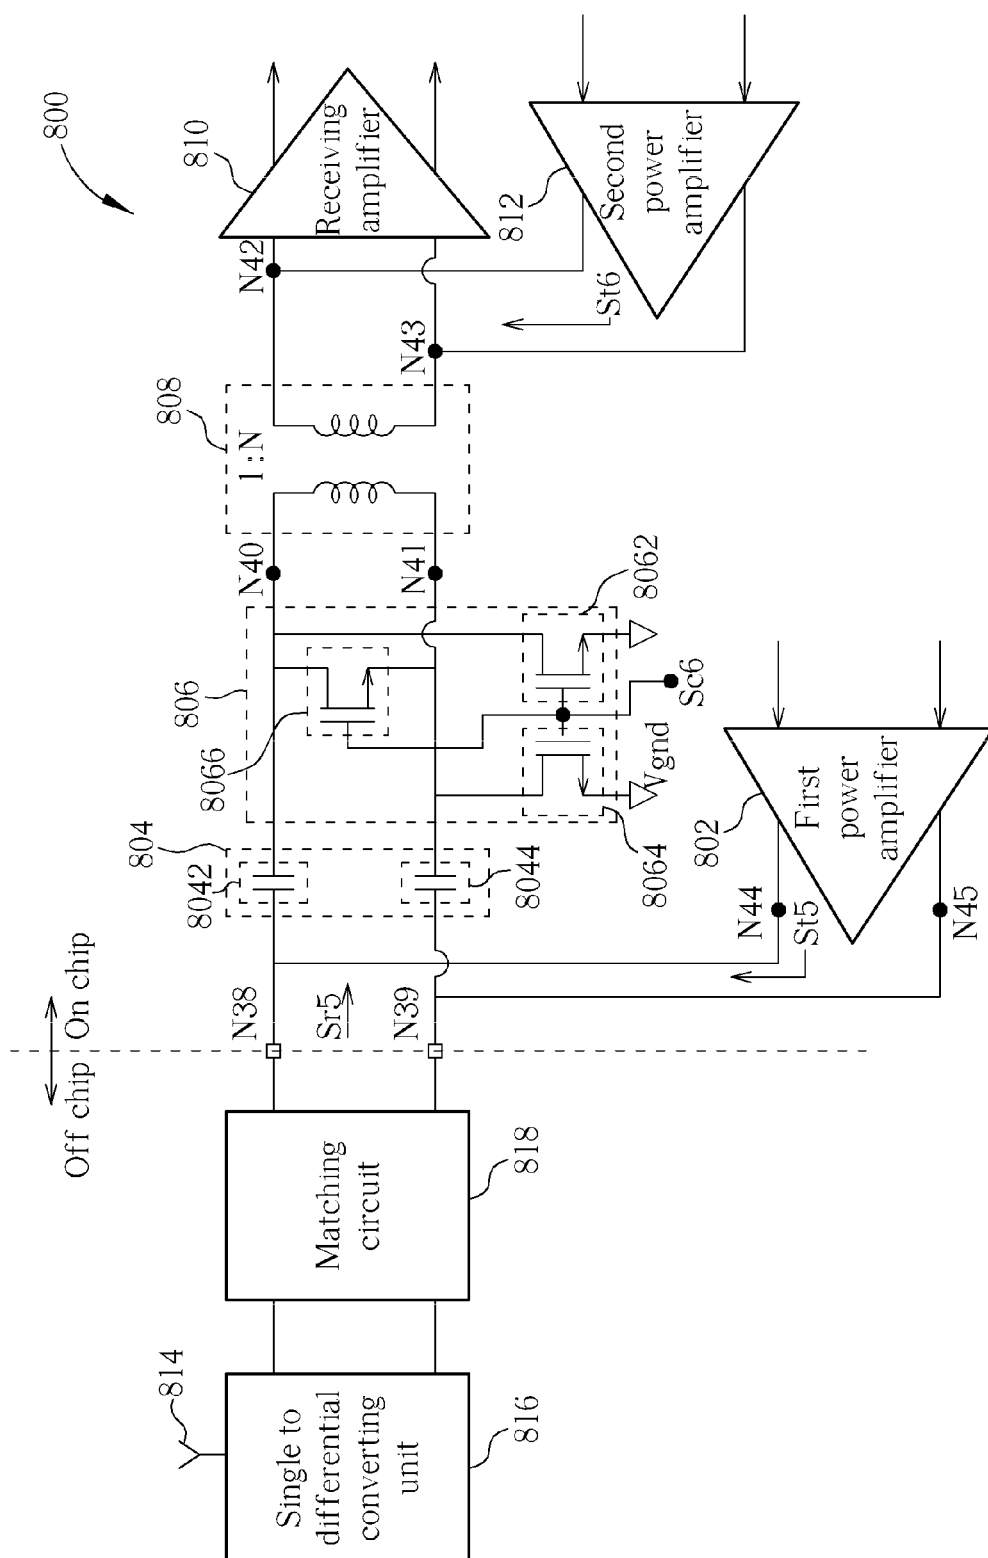 800
Off chip On chip
814
Single to
differential
converting
unit
816
Matching
circuit
818
N38
Sr5
N39
804
8042
8044
806
8066
8064
8062
Vgnd
Sc6
N40
N41
808
1:N
N42
N43
810
Receiving
amplifier
812
Second
power
amplifier
St6
802
First
power
amplifier
N44
St5
N45